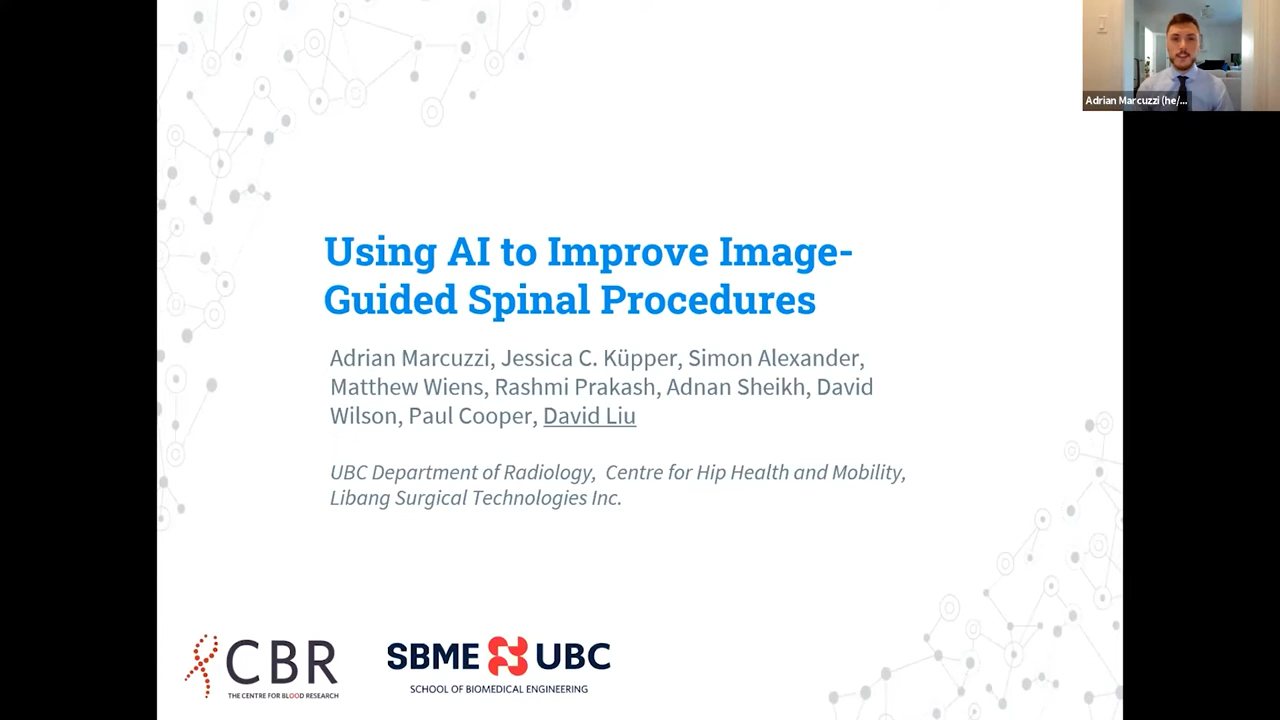 Adrian Marcuzzi (he/...
Using AI to Improve Image-
Guided Spinal Procedures
Adrian Marcuzzi, Jessica C. Küpper, Simon Alexander,
Matthew Wiens, Rashmi Prakash, Adnan Sheikh, David
Wilson, Paul Cooper, David Liu
UBC Department of Radiology, Centre for Hip Health and Mobility,
Libang Surgical Technologies Inc.
CBR
THE CENTRE FOR BLOOD RESEARCH
SBME UBC
SCHOOL OF BIOMEDICAL ENGINEERING